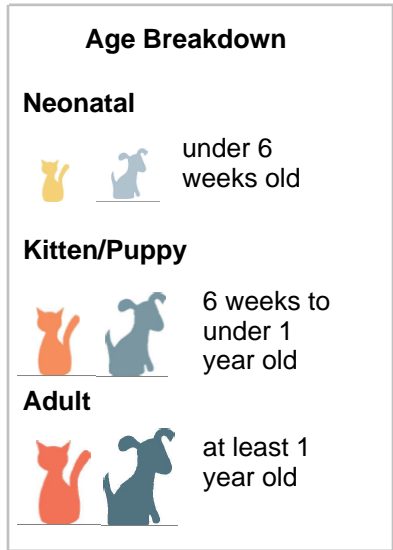 Age Breakdown
Neonatal
under 6
weeks old
Kitten/Puppy
6 weeks to
under 1
year old
Adult
at least 1
year old